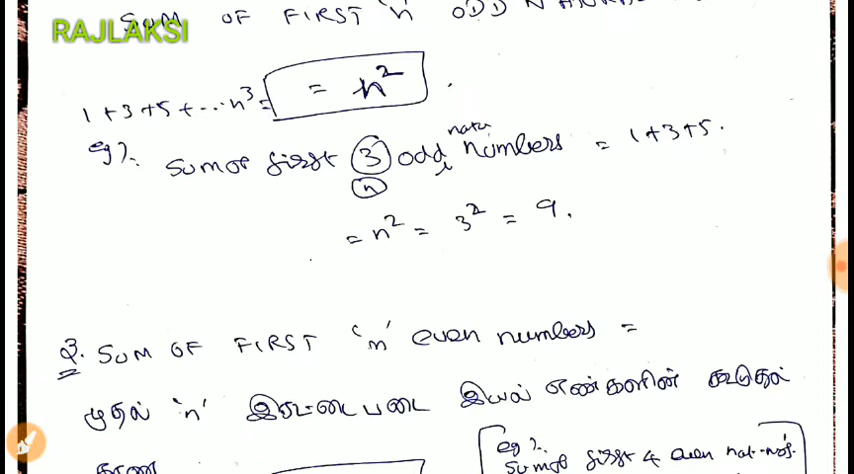 SUM OF FIRST 'n' ODD
RAJLAKSI
1+3+5+...n³= = n²
eg). natu
sum of first 3 odd numbers = 1+3+5.
n
= n² = 3² = 9.
Q. SUM OF FIRST 'n' even numbers =
முதல் 'n' இரட்டை படை இயல் எண்களின் கூடுதல்
காண
eg).
sum of first 4 even nat.nos.